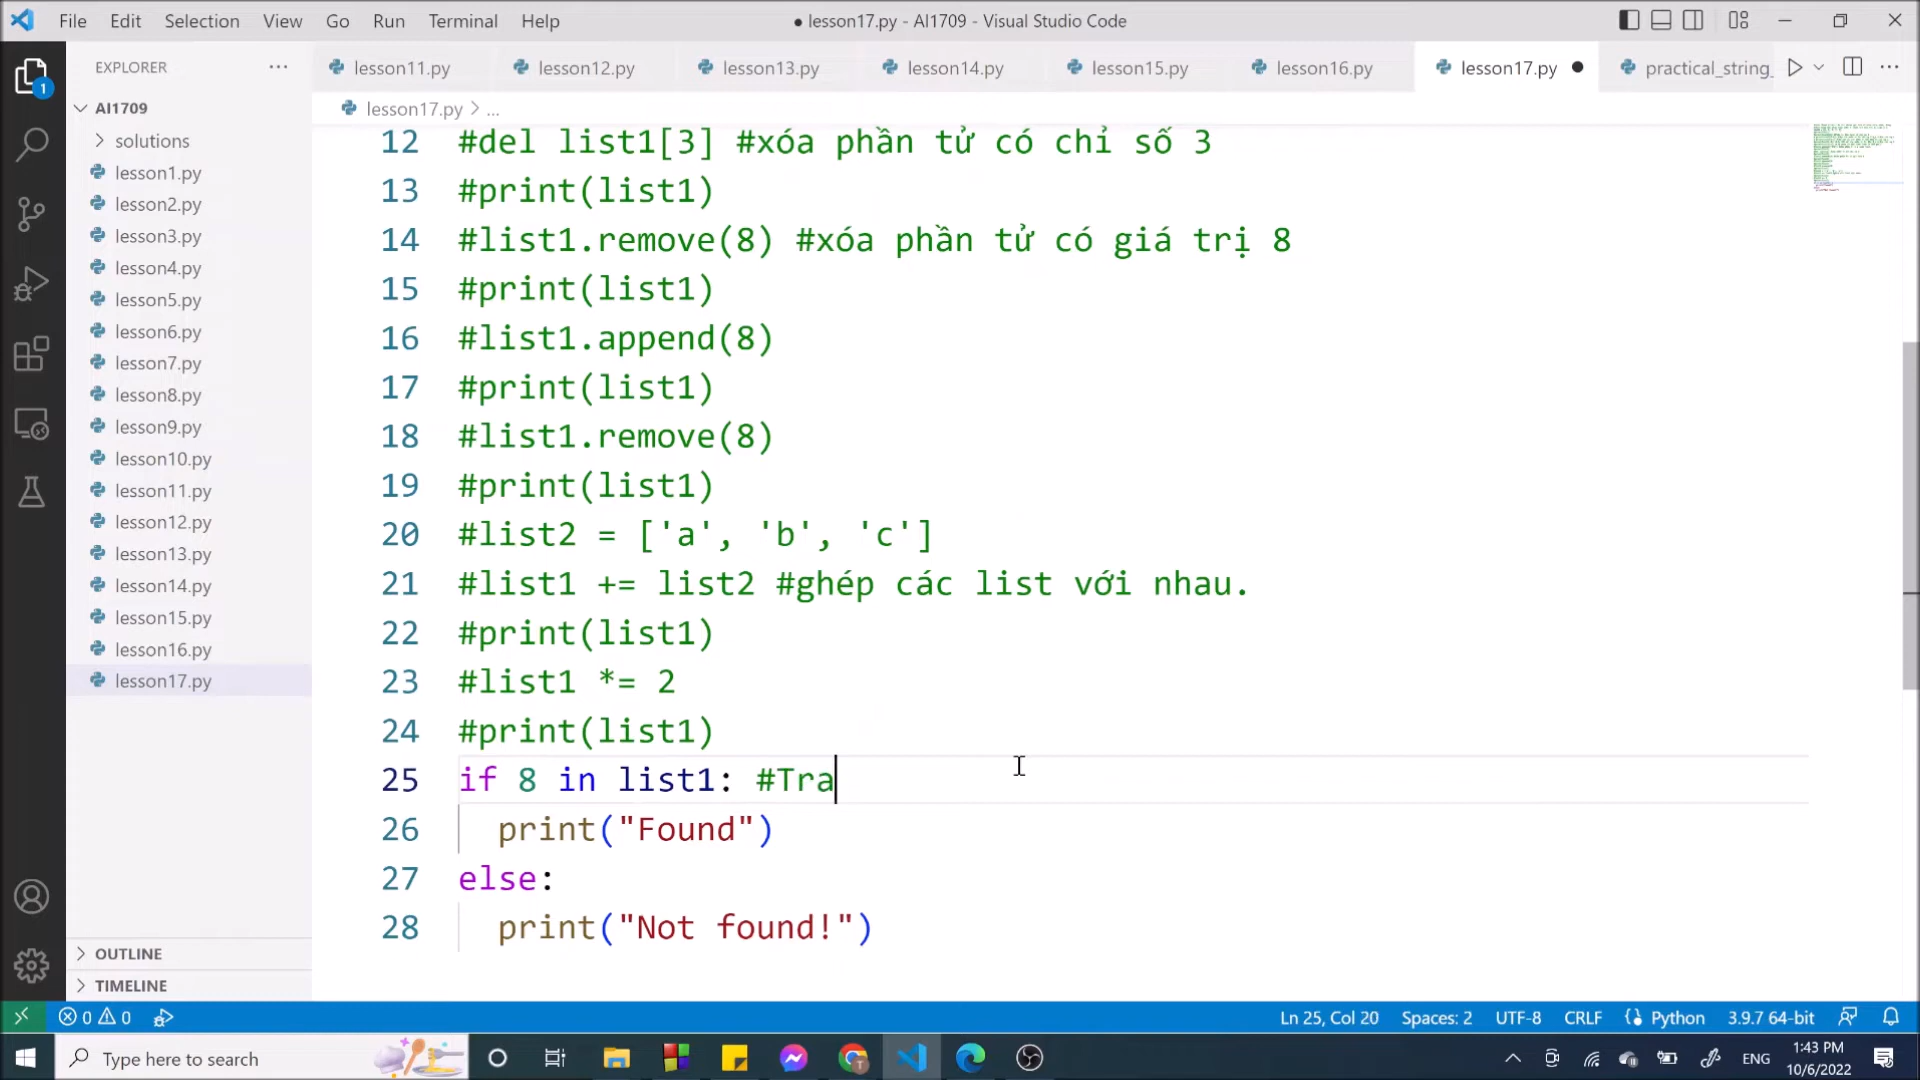 File Edit Selection View Go Run Terminal Help
● lesson17.py - AI1709 - Visual Studio Code
EXPLORER
lesson11.py lesson12.py lesson13.py lesson14.py lesson15.py lesson16.py lesson17.py practical_string_
AI1709
lesson17.py > ...
solutions
lesson1.py
lesson2.py
lesson3.py
lesson4.py
lesson5.py
lesson6.py
lesson7.py
lesson8.py
lesson9.py
lesson10.py
lesson11.py
lesson12.py
lesson13.py
lesson14.py
lesson15.py
lesson16.py
lesson17.py
OUTLINE
TIMELINE
12 #del list1[3] #xóa phần tử có chỉ số 3
13 #print(list1)
14 #list1.remove(8) #xóa phần tử có giá trị 8
15 #print(list1)
16 #list1.append(8)
17 #print(list1)
18 #list1.remove(8)
19 #print(list1)
20 #list2 = ['a', 'b', 'c']
21 #list1 += list2 #ghép các list với nhau.
22 #print(list1)
23 #list1 *= 2
24 #print(list1)
25 if 8 in list1: #Tra
26 print("Found")
27 else:
28 print("Not found!")
1
0 0
Ln 25, Col 20 Spaces: 2 UTF-8 CRLF Python 3.9.7 64-bit
Type here to search
ENG
1:43 PM
10/6/2022